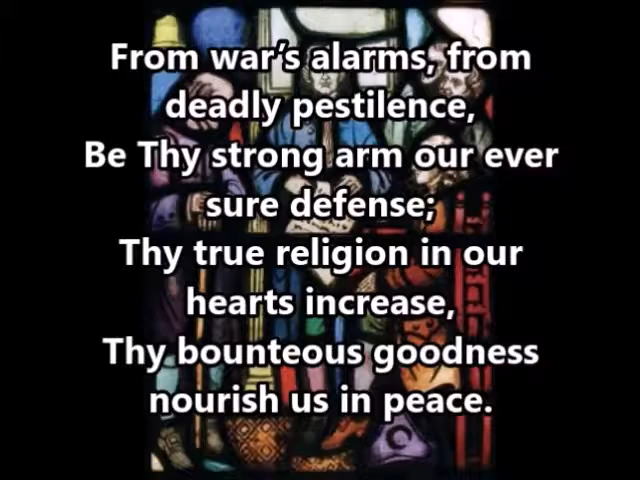 From war's alarms, from
deadly pestilence,
Be Thy strong arm our ever
sure defense;
Thy true religion in our
hearts increase,
Thy bounteous goodness
nourish us in peace.